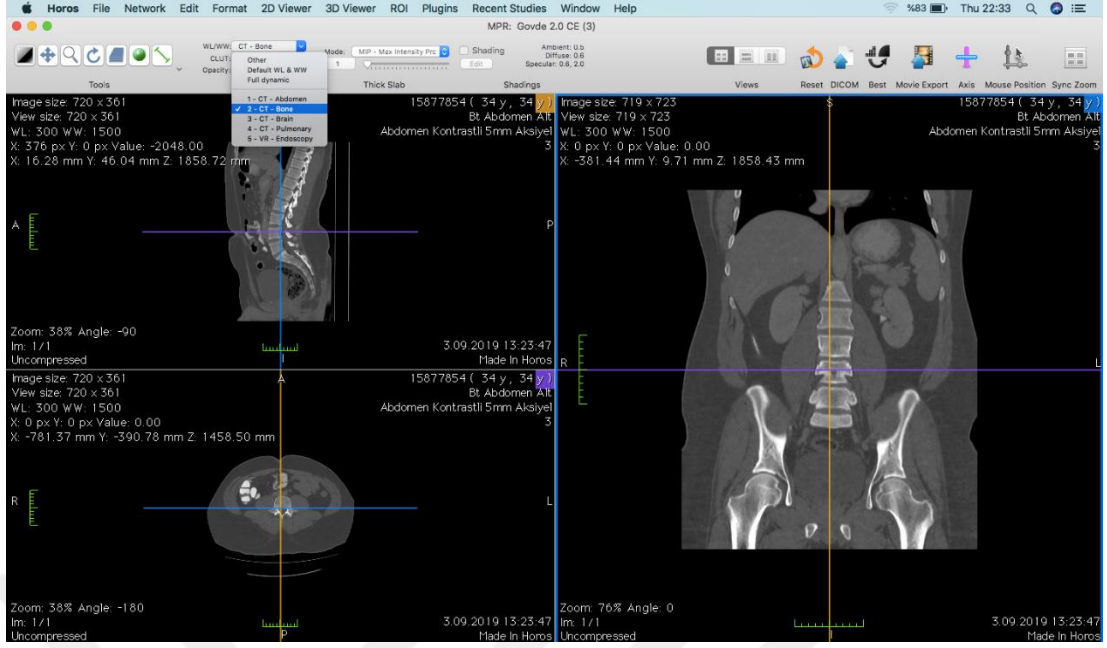 Horos File Network Edit Format 2D Viewer 3D Viewer ROI Plugins Recent Studies Window Help %83 Thu 22:33
MPR: Govde 2.0 CE (3)
WL/WW: CT - Bone
CLUT:
Opacity:
Other
Default WL & WW
Full dynamic
1 - CT - Abdomen
✓ 2 - CT - Bone
3 - CT - Brain
4 - CT - Pulmonary
5 - VR - Endoscopy
Mode: MIP - Max Intensity Prc
1
Shading
Edit
Ambient: 0.5
Diffuse: 0.6
Specular: 0.6, 2.0
Tools Thick Slab Shadings Views Reset DICOM Best Movie Export Axis Mouse Position Sync Zoom
Image size: 720 x 361
View size: 720 x 361
WL: 300 WW: 1500
X: 376 px Y: 0 px Value: -2048.00
X: 16.28 mm Y: 46.04 mm Z: 1858.72 mm
15877854 ( 34 y , 34 y )
Bt Abdomen Alt
Abdomen Kontrastli 5mm Aksiyel
3
A
P
Zoom: 38% Angle: -90
Im: 1/1
Uncompressed
I
3.09.2019 13:23:47
Made In Horos
Image size: 720 x 361
View size: 720 x 361
WL: 300 WW: 1500
X: 0 px Y: 0 px Value: 0.00
X: -781.37 mm Y: -390.78 mm Z: 1458.50 mm
A
15877854 ( 34 y , 34 y )
Bt Abdomen Alt
Abdomen Kontrastli 5mm Aksiyel
3
R
L
Zoom: 38% Angle: -180
Im: 1/1
Uncompressed
P
3.09.2019 13:23:47
Made In Horos
Image size: 719 x 723
View size: 719 x 723
WL: 300 WW: 1500
X: 0 px Y: 0 px Value: 0.00
X: -381.44 mm Y: 9.71 mm Z: 1858.43 mm
S
15877854 ( 34 y , 34 y )
Bt Abdomen Alt
Abdomen Kontrastli 5mm Aksiyel
3
R
L
Zoom: 76% Angle: 0
Im: 1/1
Uncompressed
I
3.09.2019 13:23:47
Made In Horos